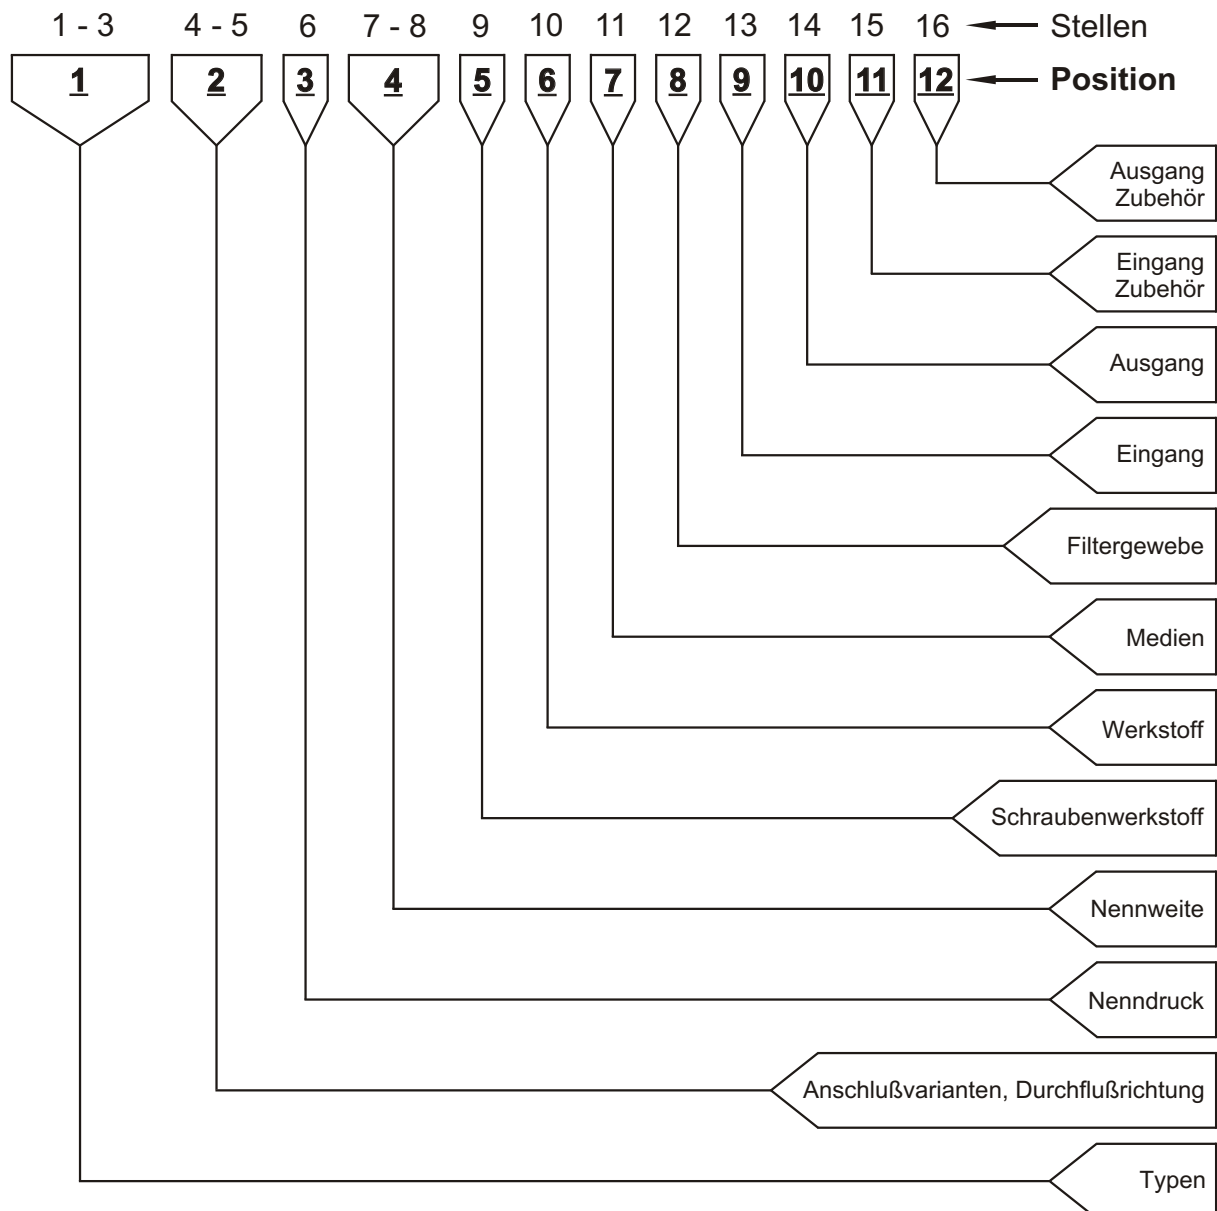 1 - 3 4 - 5 6 7 - 8 9 10 11 12 13 14 15 16 Stellen
1 2 3 4 5 6 7 8 9 10 11 12 Position
Ausgang
Zubehör
Eingang
Zubehör
Ausgang
Eingang
Filtergewebe
Medien
Werkstoff
Schraubenwerkstoff
Nennweite
Nenndruck
Anschlußvarianten, Durchflußrichtung
Typen